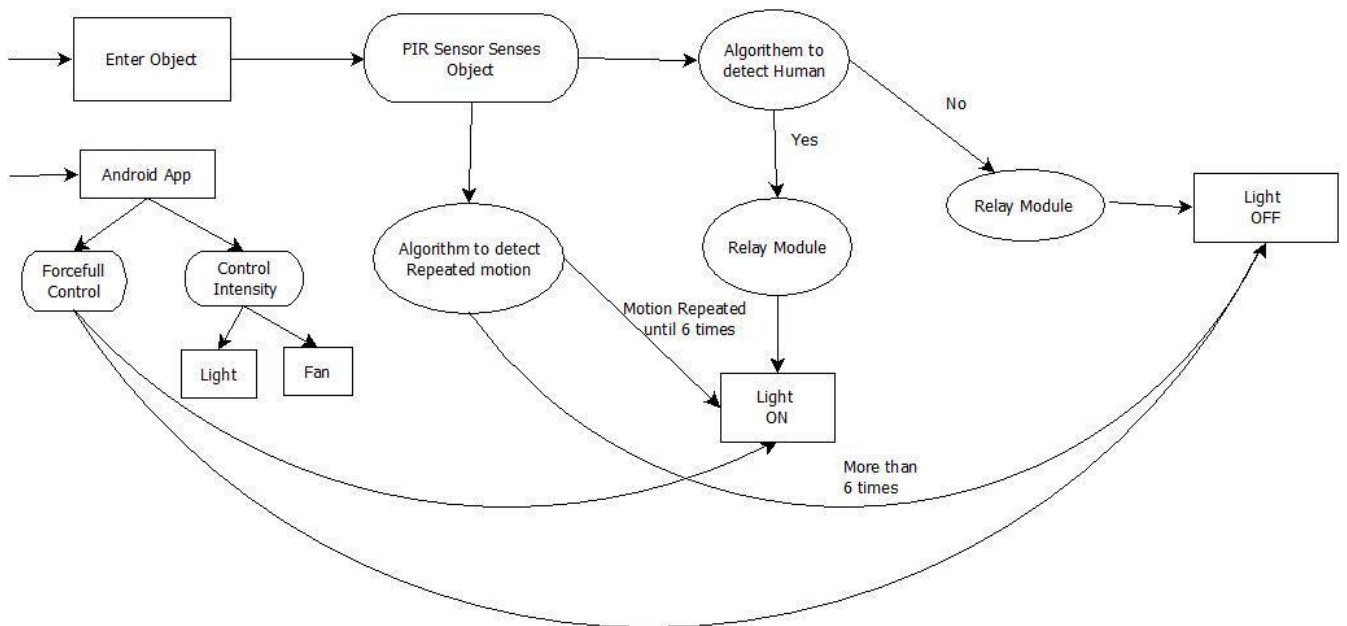 Enter Object
PIR Sensor Senses
Object
Algorithem to
detect Human
No
Yes
Android App
Relay Module
Light
OFF
Algorithm to detect
Repeated motion
Relay Module
Forcefull
Control
Control
Intensity
Motion Repeated
until 6 times
Light
Fan
Light
ON
More than
6 times